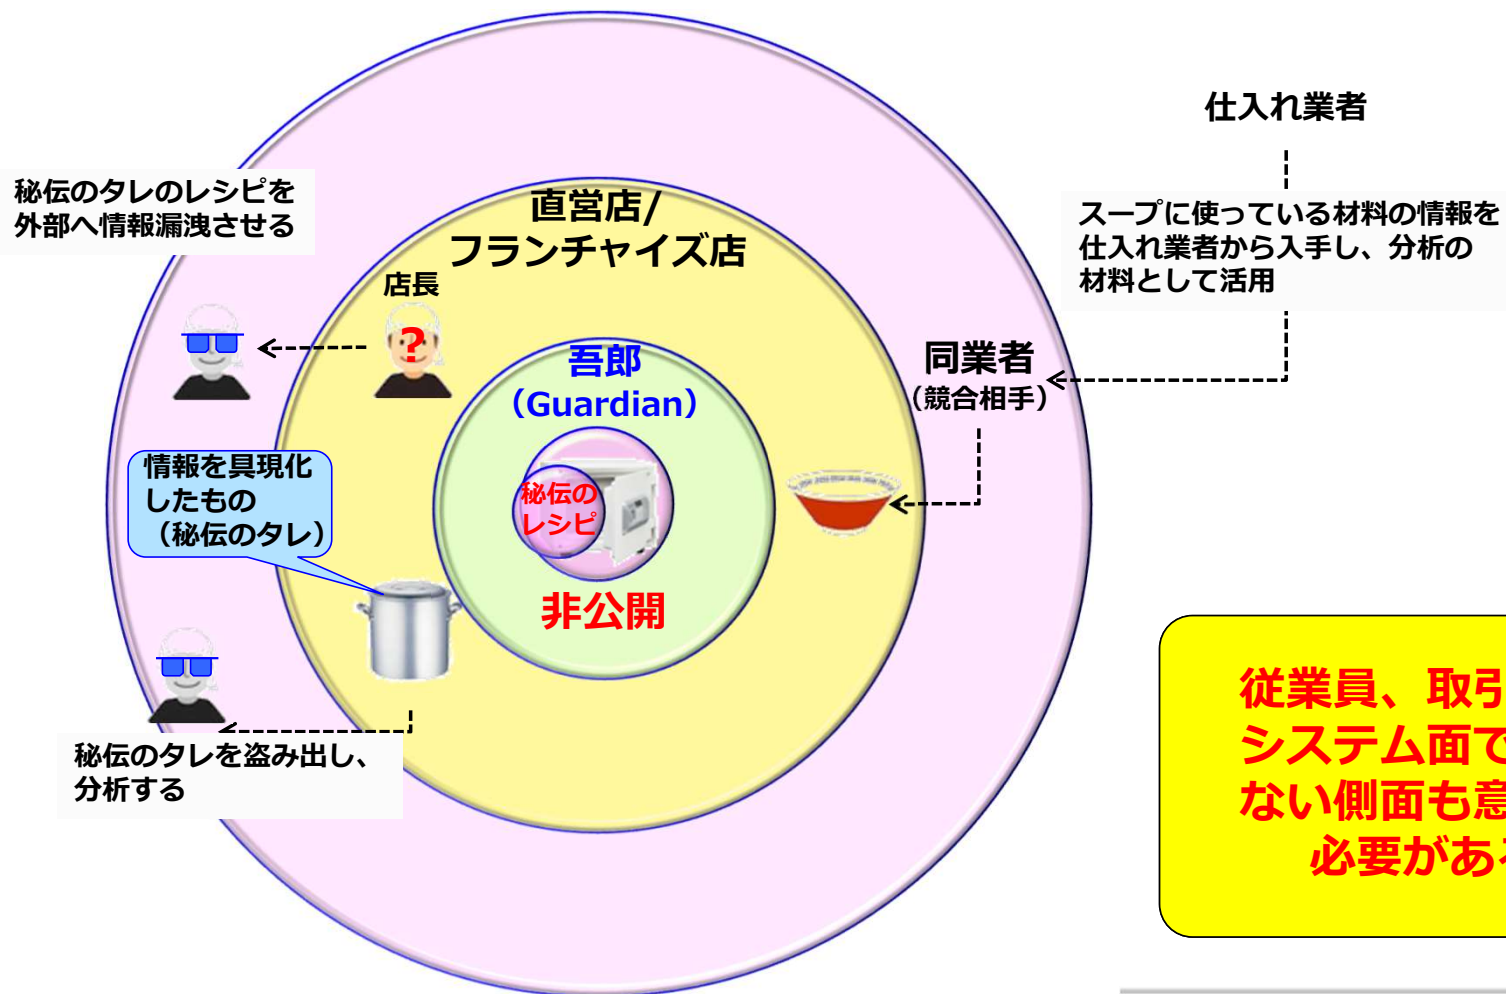 仕入れ業者
秘伝のタレのレシピを
外部へ情報漏洩させる
直営店/
フランチャイズ店
スープに使っている材料の情報を
仕入れ業者から入手し、分析の
材料として活用
店長
?
吾郎
（Guardian）
同業者
（競合相手）
情報を具現化
したもの
（秘伝のタレ）
秘伝の
レシピ
非公開
秘伝のタレを盗み出し、
分析する
従業員、取引
システム面で
ない側面も意
必要がある